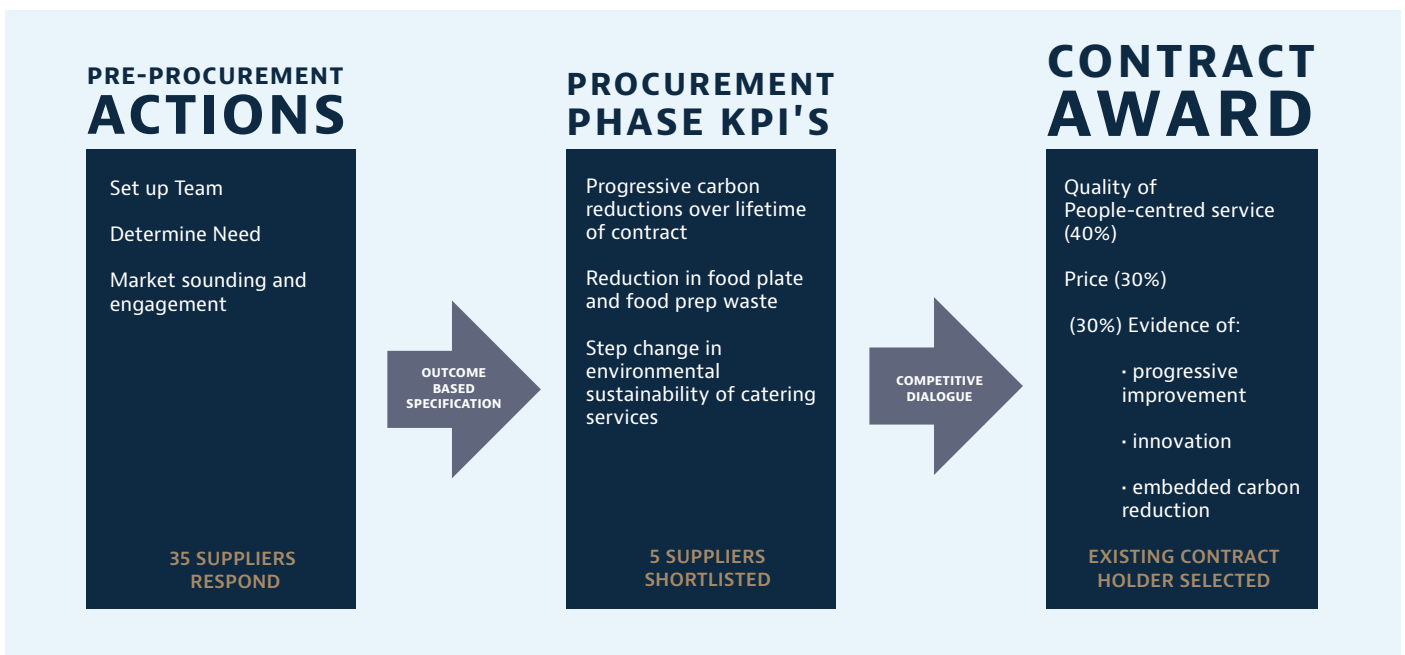 PRE-PROCUREMENT
ACTIONS
Set up Team
Determine Need
Market sounding and
engagement
35 SUPPLIERS
RESPOND
OUTCOME
BASED
SPECIFICATION
PROCUREMENT
PHASE KPI'S
Progressive carbon
reductions over lifetime
of contract
Reduction in food plate
and food prep waste
Step change in
environmental
sustainability of catering
services
5 SUPPLIERS
SHORTLISTED
COMPETITIVE
DIALOGUE
CONTRACT
AWARD
Quality of
People-centred service
(40%)
Price (30%)
(30%) Evidence of:
· progressive
improvement
· innovation
· embedded carbon
reduction
EXISTING CONTRACT
HOLDER SELECTED